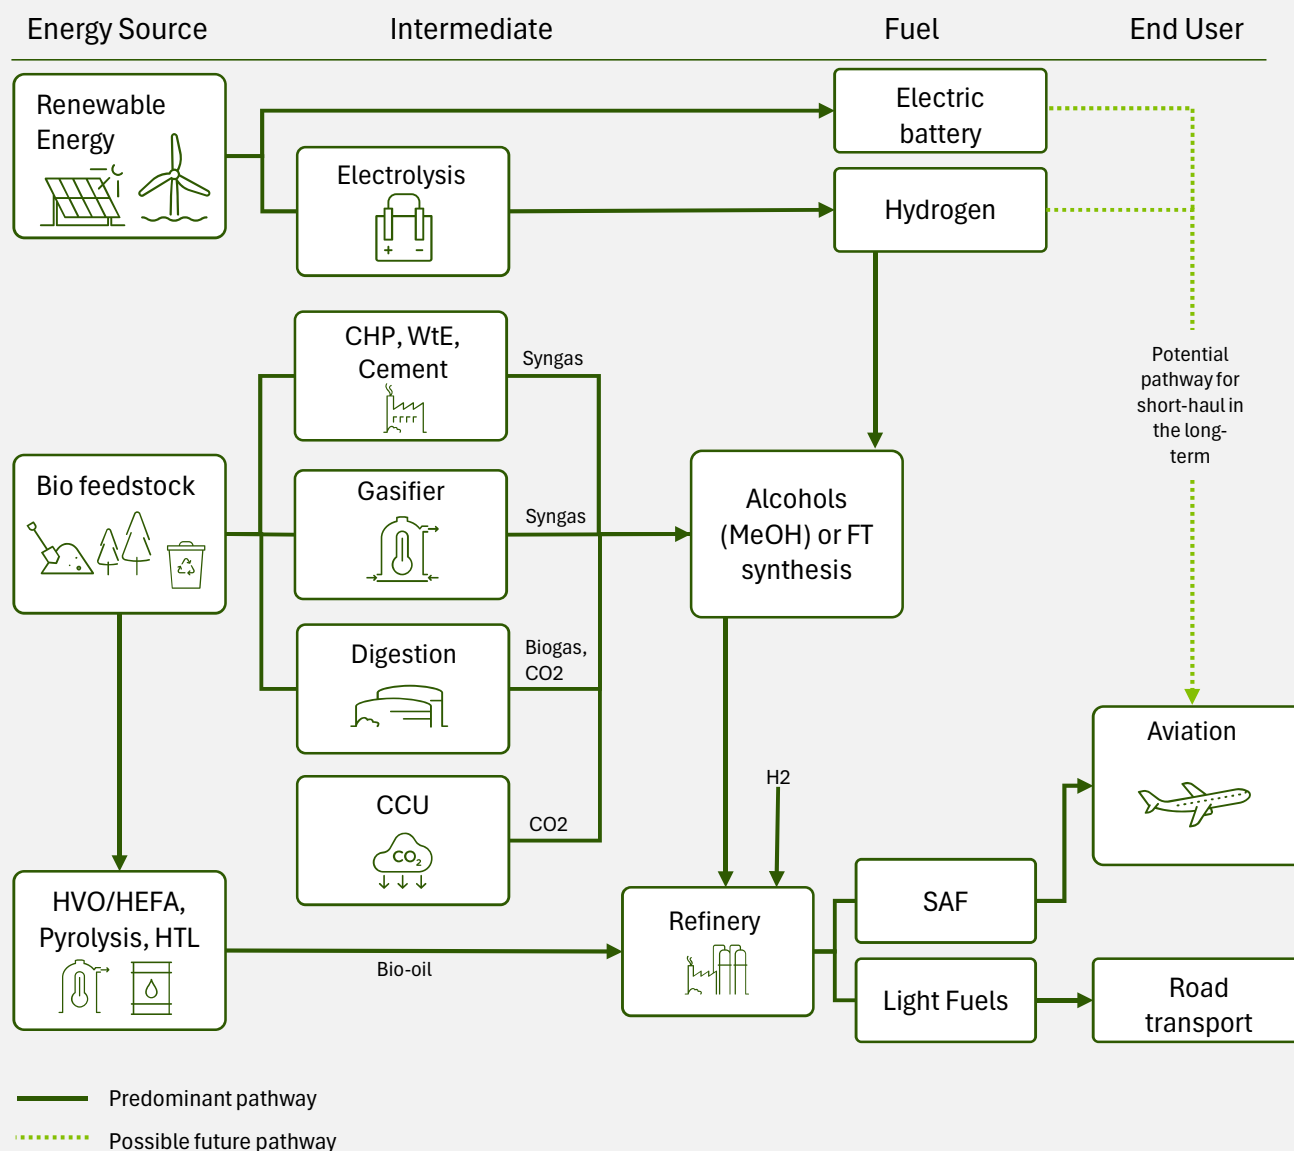 Energy Source
Intermediate
Fuel
End User
Renewable
Energy
Electric
battery
Electrolysis
+ −
Hydrogen
CHP, WtE,
Cement
Syngas
Potential
pathway for
short-haul in
the long-
term
Bio feedstock
Gasifier
Syngas
Alcohols
(MeOH) or FT
synthesis
Digestion
Biogas,
CO2
Aviation
CCU
CO₂
CO2
H2
HVO/HEFA,
Pyrolysis, HTL
Bio-oil
Refinery
SAF
Light Fuels
Road
transport
Predominant pathway
Possible future pathway